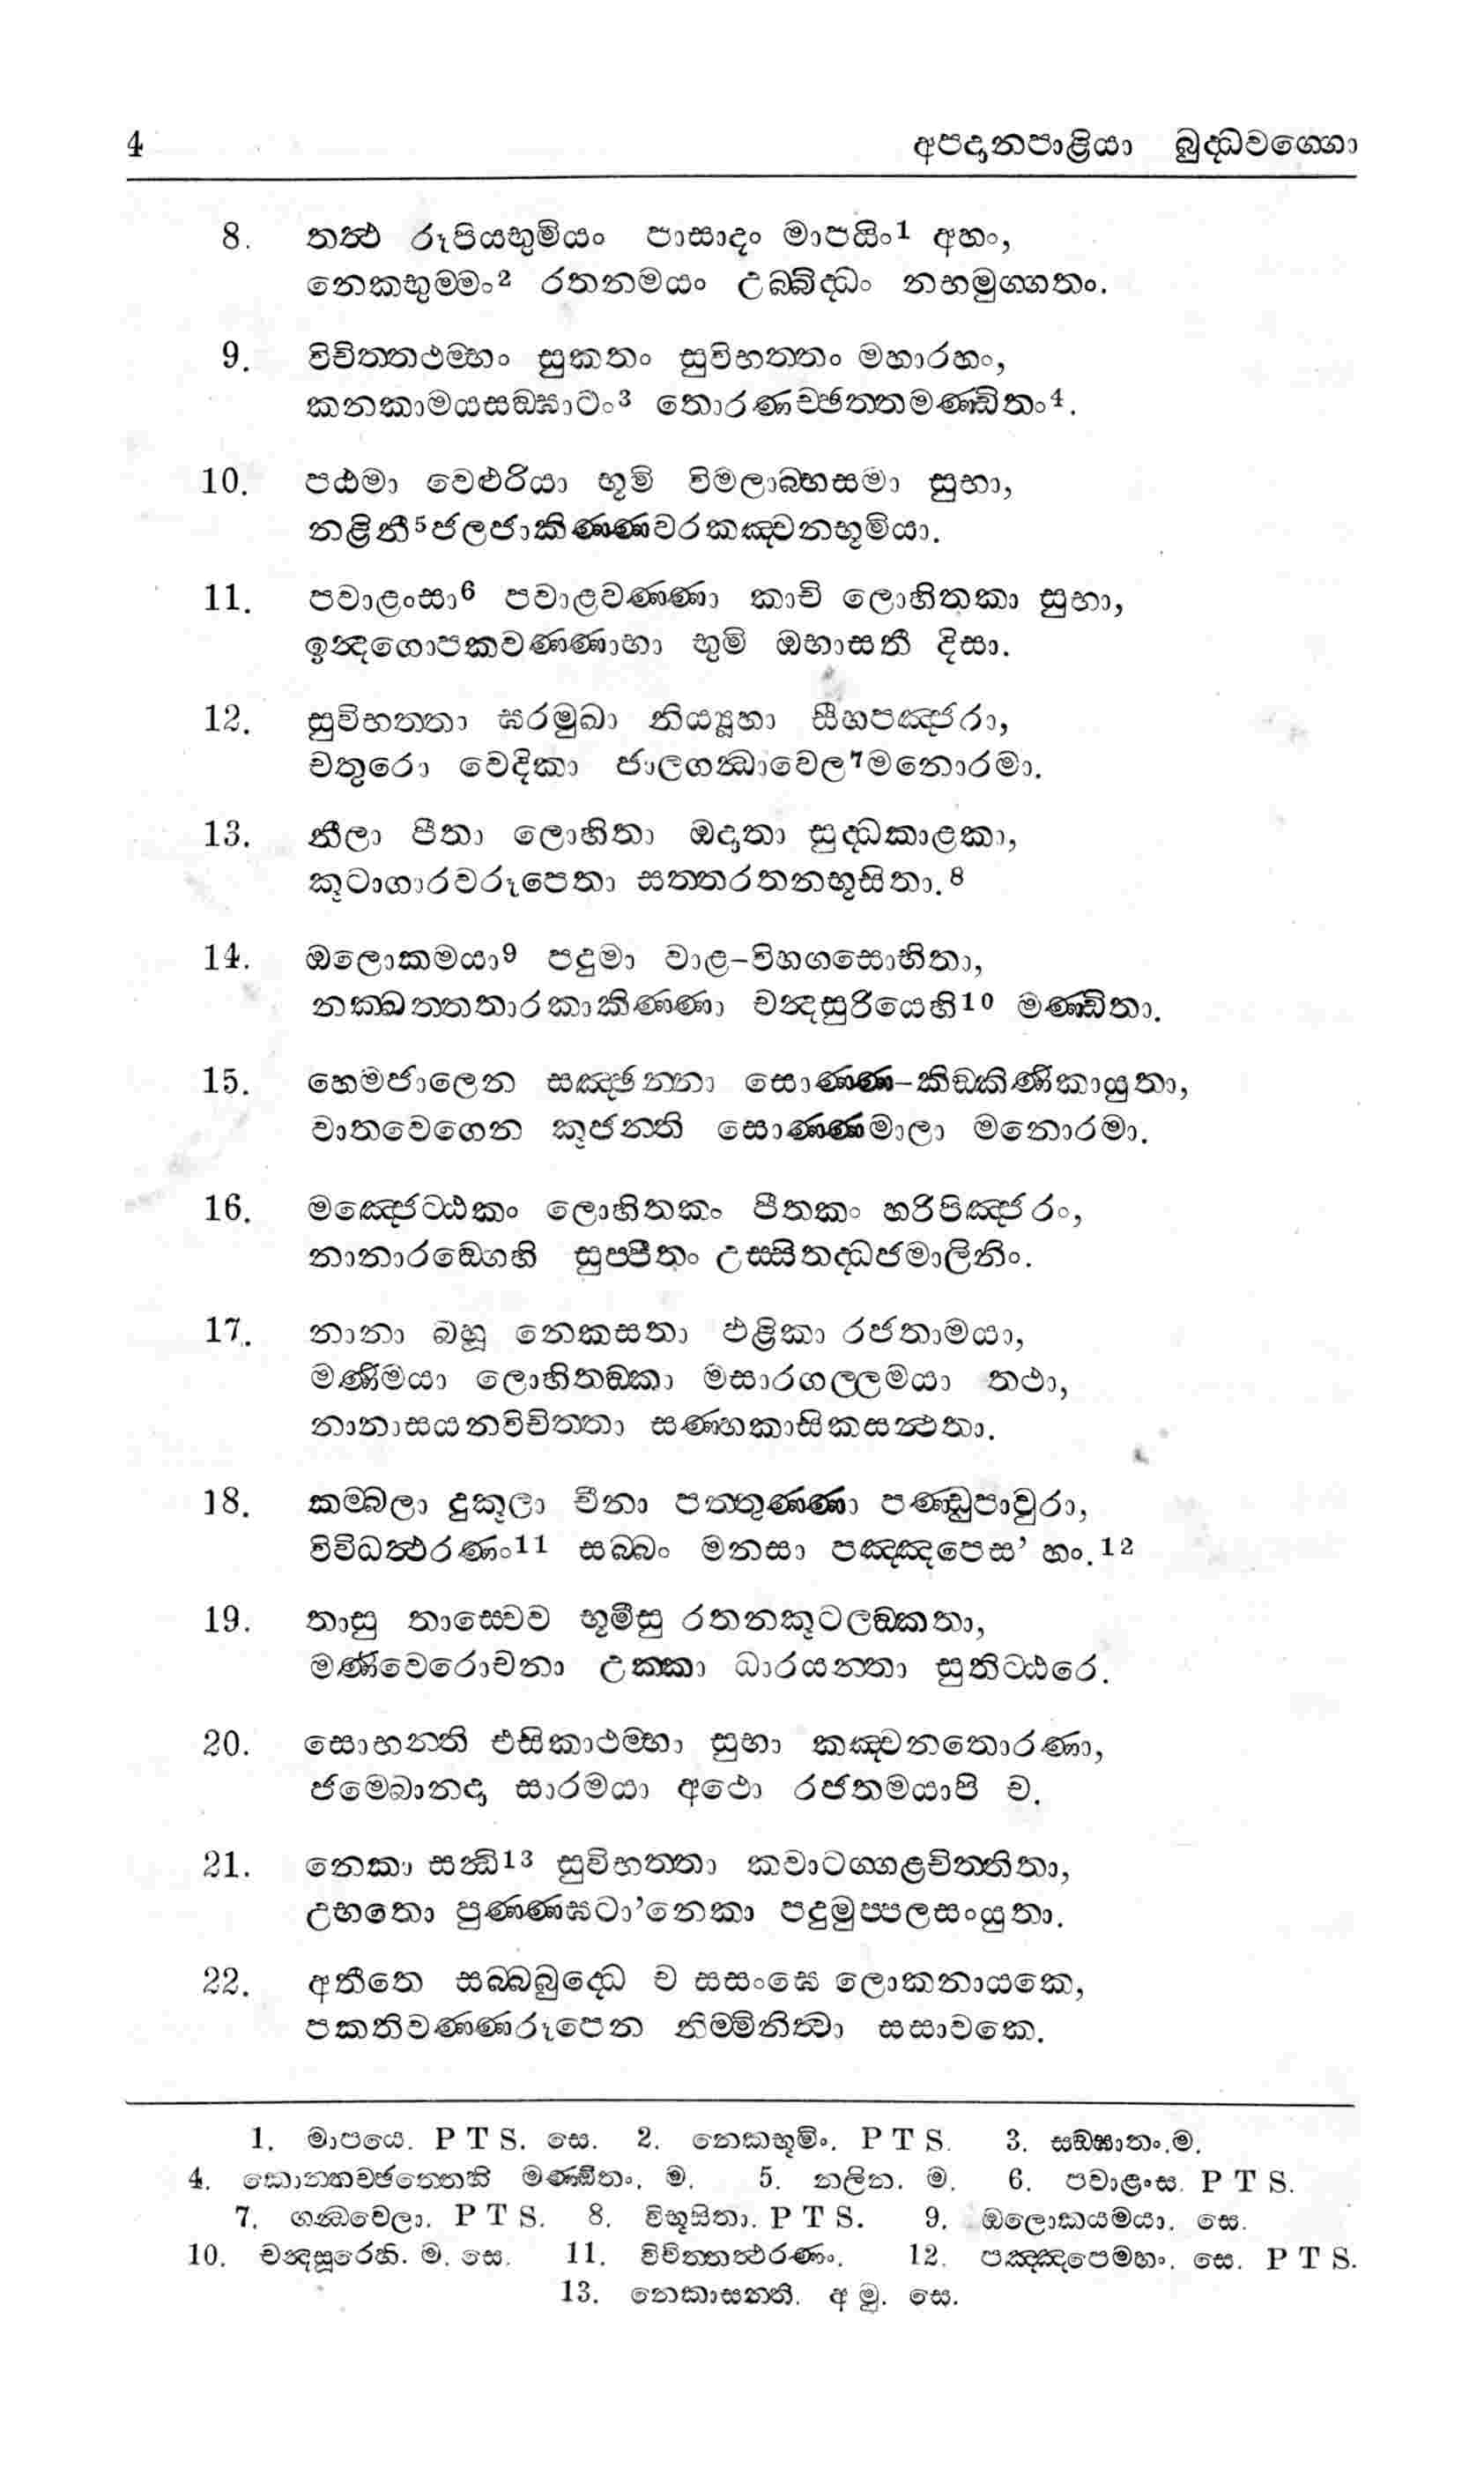 4 අපදානපාළියා බුද්ධවග්ගො
8. තත්ථ රූපියභුමියං පාසාදං මාපයිං1 අහං,
නෙකභුම්මං2 රතනමයං උබ්බිද්ධං නභමුග්ගතං.
9. විචිත්තථම්භං සුකතං සුවිභත්තං මහාරහං,
කනකාමයසඞ්ඝාටං3 තොරණච්ඡත්තමණ්ඩිතං4.
10. පඨමා වෙළුරියා භූමි විමලාබ්භසමා සුභා,
නළිනී5ජලජාකිණ්ණවරකඤ්චනභූමියා.
11. පවාළංසා6 පවාළවණ්ණා කාචි ලොහිතකා සුභා,
ඉන්දගොපකවණ්ණාභා භුමි ඔභාසතී දිසා.
12. සුවිභත්තා ඝරමුඛා නිය්‍යූහා සීහපඤ්ජරා,
චතුරො වෙදිකා ජාලගන්ධාවෙල7මනොරමා.
13. නීලා පීතා ලොහිතා ඔදාතා සුද්ධකාළකා,
කූටාගාරවරූපෙතා සත්තරතනභූසිතා.8
14. ඔලොකමයා9 පදුමා වාළ-විහගසොභිතා,
නක්ඛත්තතාරකාකිණ්ණා චන්දසුරියෙහි10 මණ්ඩිතා.
15. හෙමජාලෙන සඤ්ඡන්නා සොණ්ණ-කිඞ්කිණිකායුතා,
වාතවෙගෙන කූජන්ති සොණ්ණමාලා මනොරමා.
16. මඤ්ජෙට්ඨකං ලොහිතකං පීතකං හරිපිඤ්ජරං,
නානාරඞ්ගෙහි සුප්පීතං උස්සිතද්ධජමාලිනිං.
17. නානා බහූ නෙකසතා ඵළිකා රජතාමයා,
මණිමයා ලොහිතඞ්කා මසාරගල්ලමයා තථා,
නානාසයනවිචිත්තා සණ්හකාසිකසන්ථතා.
18. කම්බලා දුකූලා චීනා පත්තුණ්ණා පණ්ඩුපාවුරා,
විවිධත්ථරණං11 සබ්බං මනසා පඤ්ඤපෙස’ හං.12
19. තාසු තාස්වෙව භූමීසු රතනකූටලඞ්කතා,
මණිවෙරොචනා උක්කා ධාරයන්තා සුතිට්ඨරෙ.
20. සොභන්ති එසිකාථම්භා සුභා කඤ්චනතොරණා,
ජම්බොනදා සාරමයා අථො රජතමයාපි ච.
21. නෙකා සන්ධි13 සුවිභත්තා කවාටග්ගළචිත්තිතා,
උභතො පුණ්ණඝටා’නෙකා පදුමුප්පලසංයුතා.
22. අතීතෙ සබ්බබුද්ධෙ ච සසංඝෙ ලොකනායකෙ,
පකතිවණ්ණරූපෙන නිම්මිනිත්වා සසාවකෙ.
1. මාපයෙ. P T S. සෙ. 2. නෙකභූමිං. P T S. 3. සඞ්ඝාතං.ම.
4. කොන්තච්ඡත්තෙහි මණ්ඩිතං. ම. 5. නලින. ම. 6. පවාළංස. P T S.
7. ගන්ධවෙලා. P T S. 8. විභූසිතා. P T S. 9. ඔලොකයමයා. සෙ.
10. චන්දසූරෙහි. ම. සෙ. 11. විචිත්තත්ථරණං. 12. පඤ්ඤපෙමහං. සෙ. P T S.
13. නෙකාසන්ති. අ මු. සෙ.